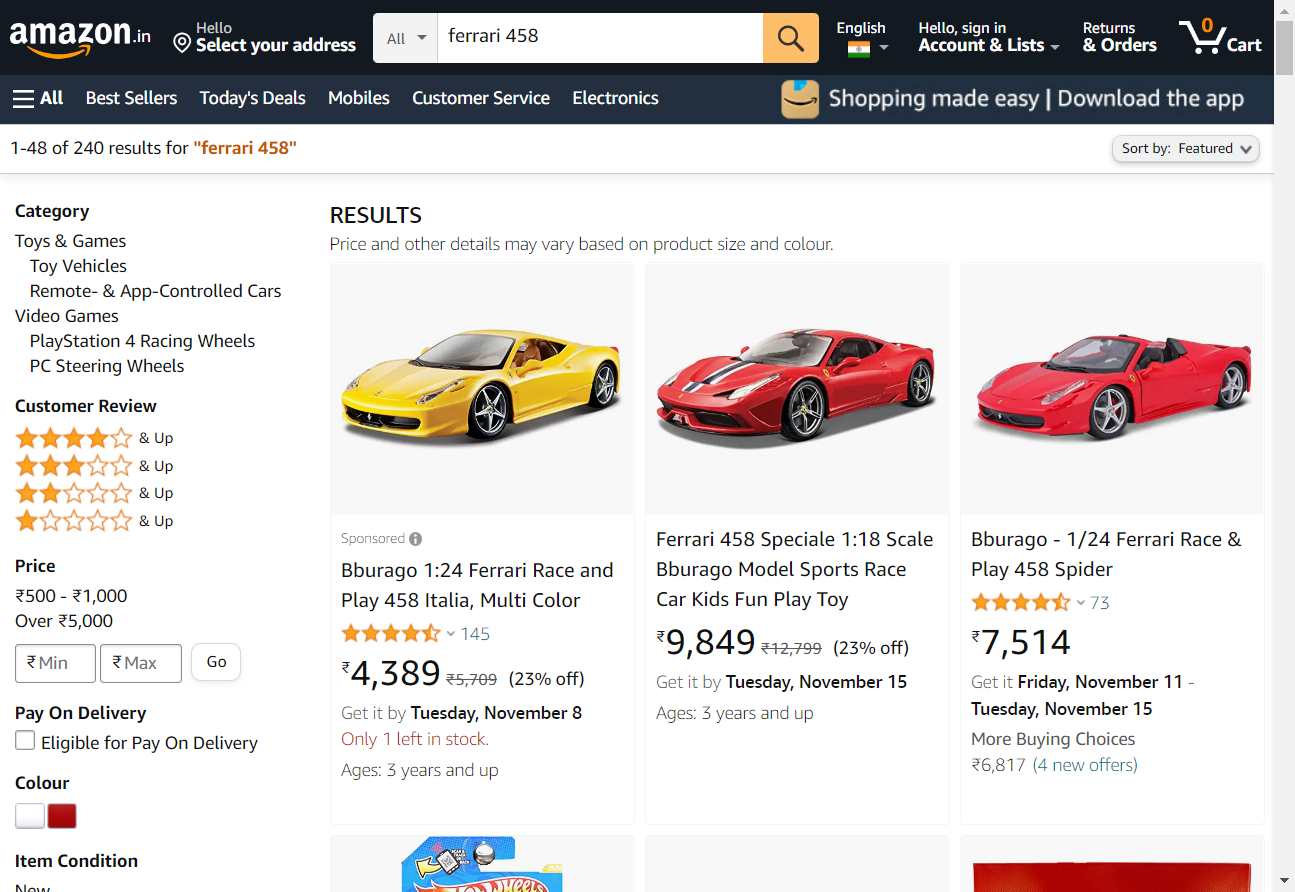 amazon.in
Hello
Select your address
All
ferrari 458
English
Hello, sign in
Account & Lists
Returns
& Orders
0
Cart
All
Best Sellers
Today's Deals
Mobiles
Customer Service
Electronics
Shopping made easy | Download the app
1-48 of 240 results for "ferrari 458"
Sort by: Featured
Category
Toys & Games
Toy Vehicles
Remote- & App-Controlled Cars
Video Games
PlayStation 4 Racing Wheels
PC Steering Wheels
Customer Review
& Up
& Up
& Up
& Up
Price
₹500 - ₹1,000
Over ₹5,000
₹ Min
₹ Max
Go
Pay On Delivery
Eligible for Pay On Delivery
Colour
Item Condition
New
RESULTS
Price and other details may vary based on product size and colour.
Sponsored
Bburago 1:24 Ferrari Race and
Play 458 Italia, Multi Color
145
₹4,389 ₹5,709 (23% off)
Get it by Tuesday, November 8
Only 1 left in stock.
Ages: 3 years and up
Ferrari 458 Speciale 1:18 Scale
Bburago Model Sports Race
Car Kids Fun Play Toy
₹9,849 ₹12,799 (23% off)
Get it by Tuesday, November 15
Ages: 3 years and up
Bburago - 1/24 Ferrari Race &
Play 458 Spider
73
₹7,514
Get it Friday, November 11 -
Tuesday, November 15
More Buying Choices
₹6,817 (4 new offers)